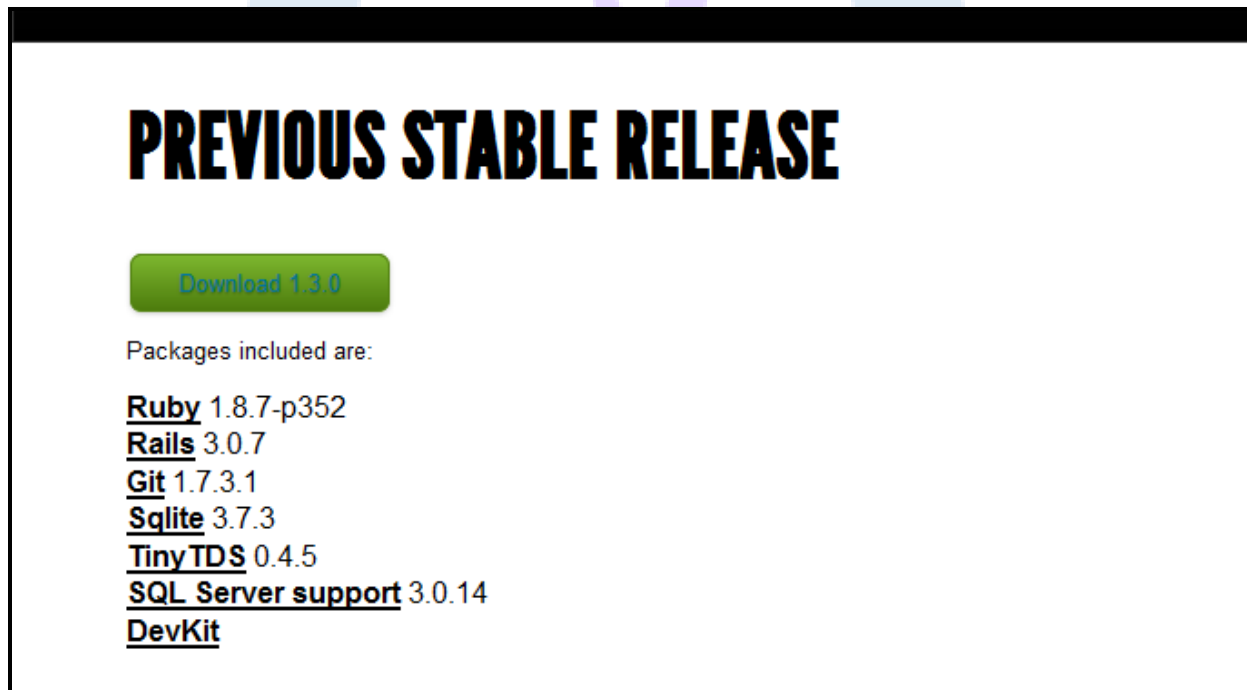 PREVIOUS STABLE RELEASE
Download 1.3.0
Packages included are:
Ruby 1.8.7-p352
Rails 3.0.7
Git 1.7.3.1
Sqlite 3.7.3
TinyTDS 0.4.5
SQL Server support 3.0.14
DevKit